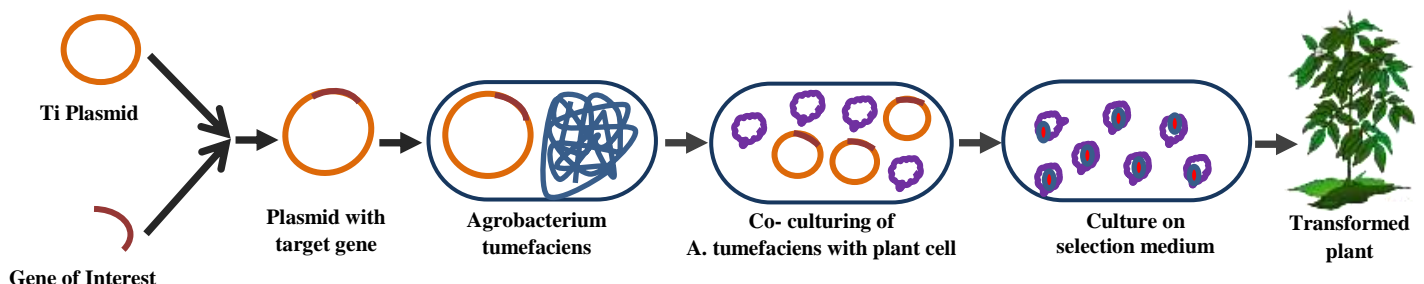 Ti Plasmid
Gene of Interest
Plasmid with
target gene
Agrobacterium
tumefaciens
Co- culturing of
A. tumefaciens with plant cell
Culture on
selection medium
Transformed
plant